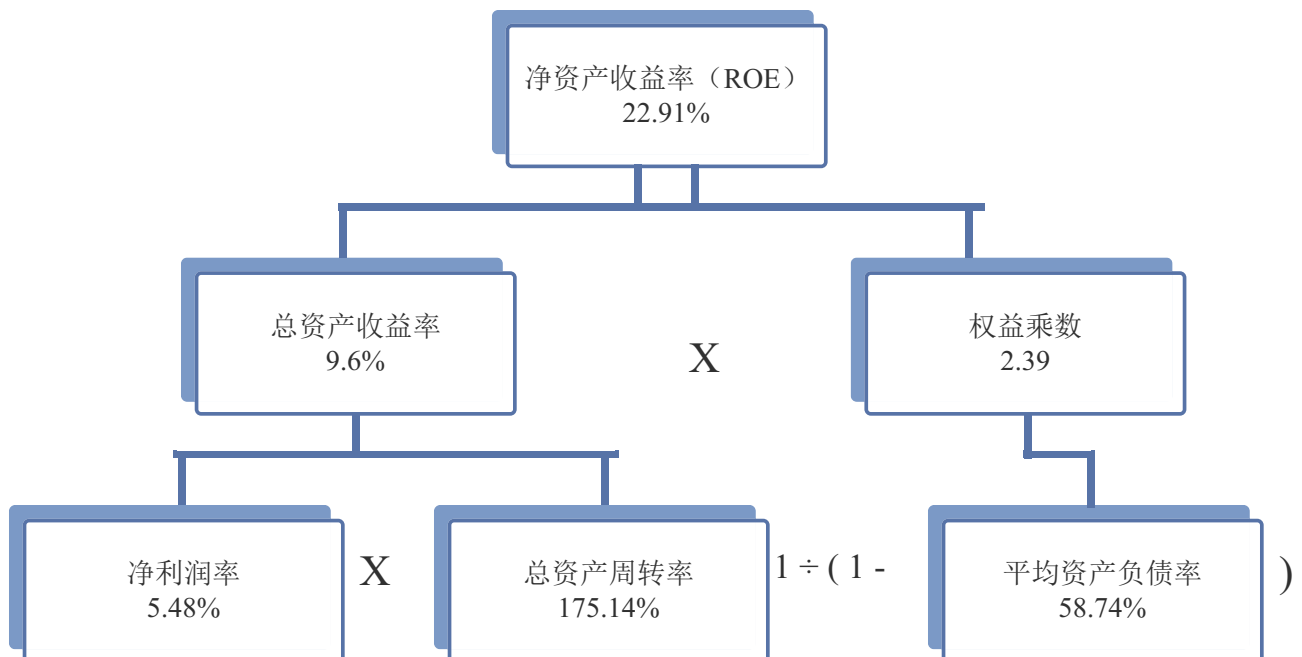 净资产收益率（ROE）
22.91%
总资产收益率
9.6%
X
权益乘数
2.39
净利润率
5.48%
X
总资产周转率
175.14%
1 ÷ ( 1 -
平均资产负债率
58.74%
)